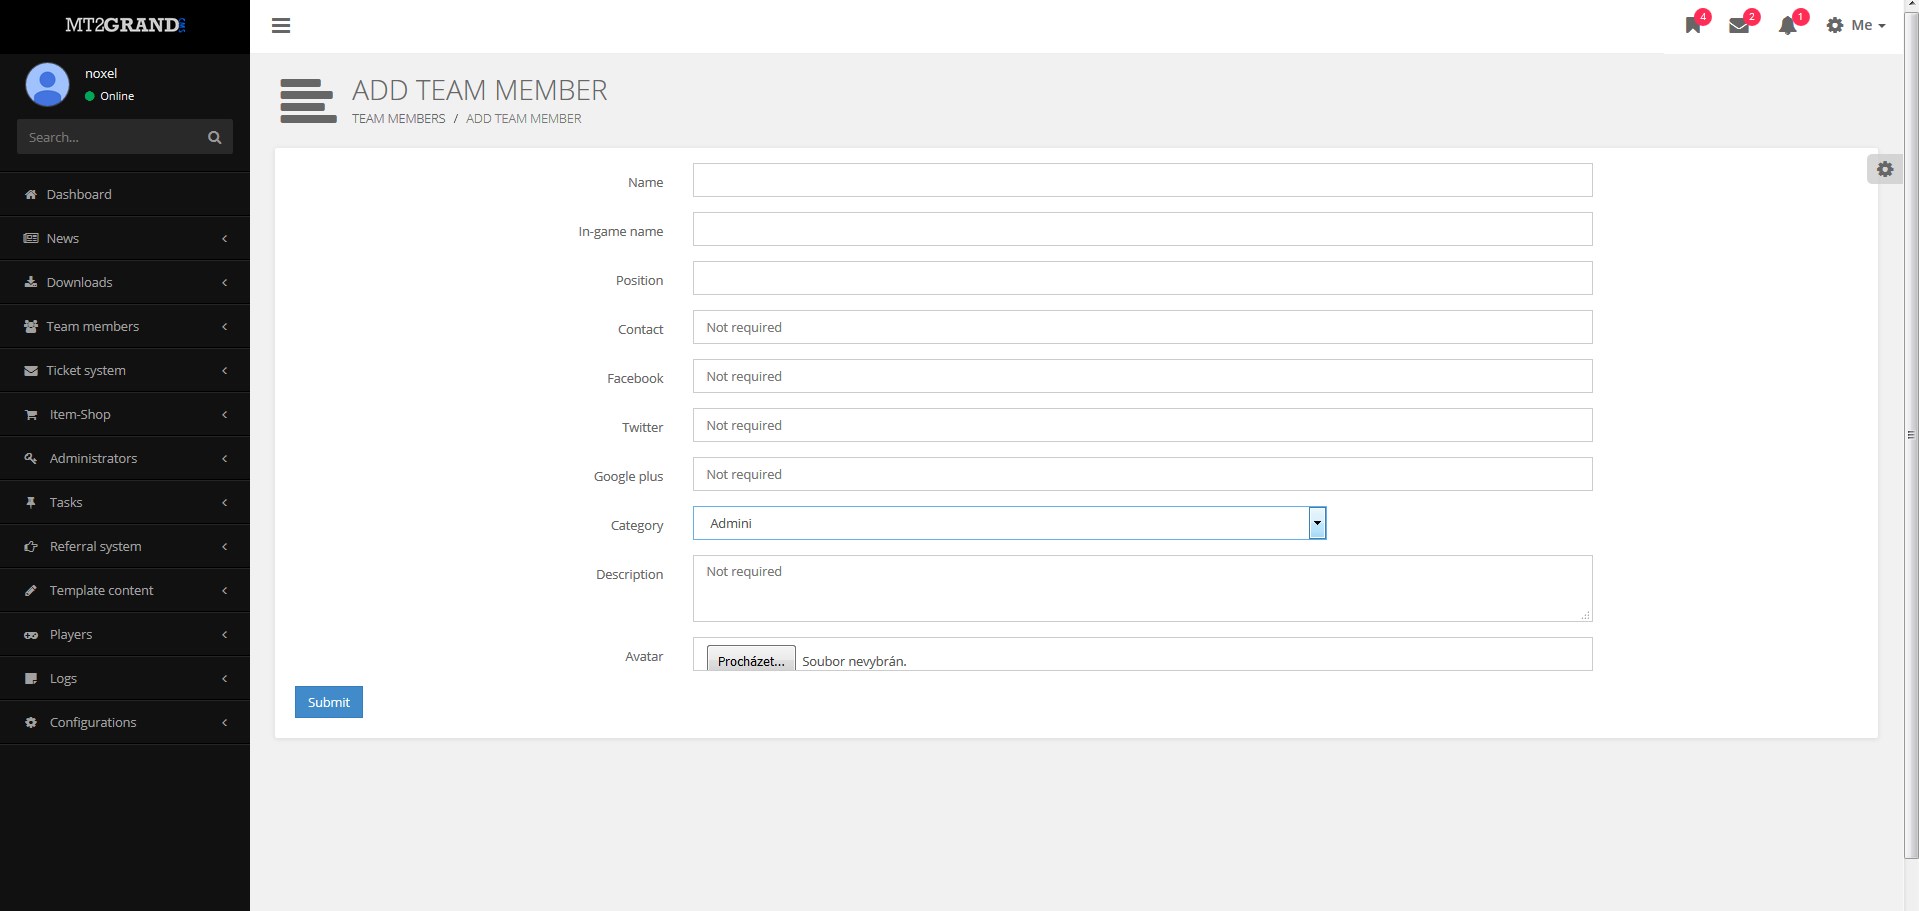 MT2GRAND CMS
noxel
Online
Search...
Dashboard
News
Downloads
Team members
Ticket system
Item-Shop
Administrators
Tasks
Referral system
Template content
Players
Logs
Configurations
4
2
1
Me
ADD TEAM MEMBER
TEAM MEMBERS / ADD TEAM MEMBER
Name
In-game name
Position
Contact Not required
Facebook Not required
Twitter Not required
Google plus Not required
Category Admini
Description Not required
Avatar Procházet... Soubor nevybrán.
Submit